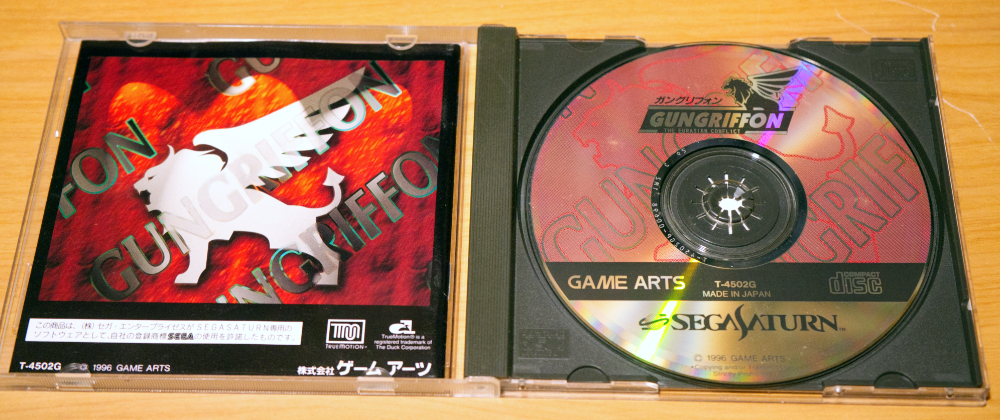 GUNGRIFFON
GUNGRIFFON
この商品は、(株)セガ・エンタープライゼスがSEGASATURN専用の
ソフトウェアとして、自社の登録商標SEGAの使用を許諾したものです。
TRUEMOTION™
TrueMotion® is a
registered trademark of
The Duck Corporation
T-4502G © 1996 GAME ARTS
株式会社 ゲームアーツ
ガングリフォン
GUNGRIFFON
THE EURASIAN CONFLICT
GUNGRIFFON
GAME ARTS
T-4502G
MADE IN JAPAN
COMPACT
disc
SEGASATURN™
© 1996 GAME ARTS